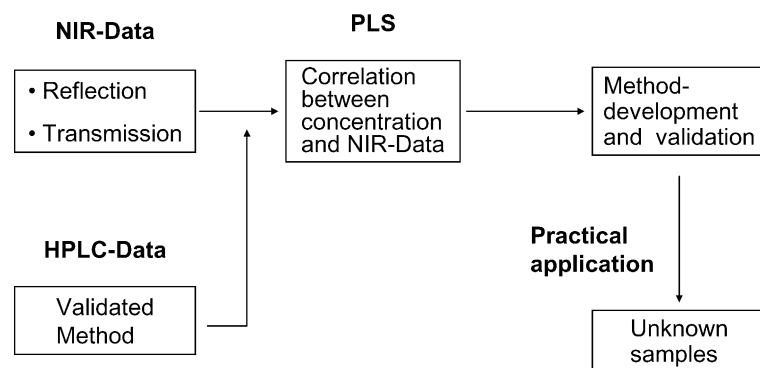 NIR-Data
• Reflection
• Transmission
PLS
Correlation
between
concentration
and NIR-Data
Method-
development
and validation
HPLC-Data
Validated
Method
Practical
application
Unknown
samples